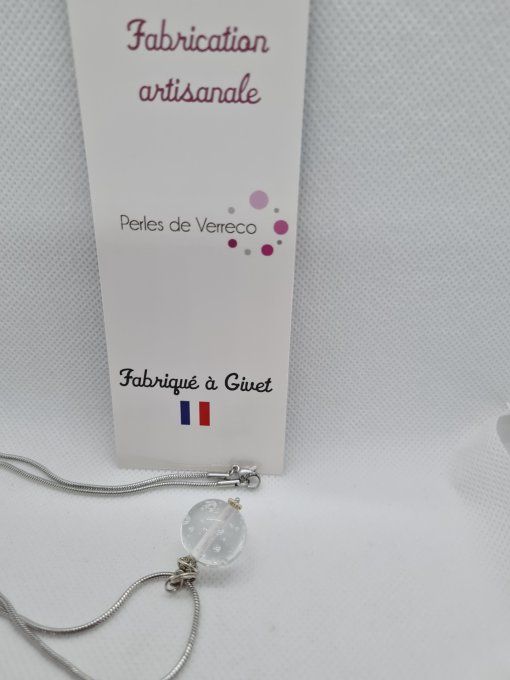 Fabrication
artisanale
Perles de Verreco
Fabriqué à Givet